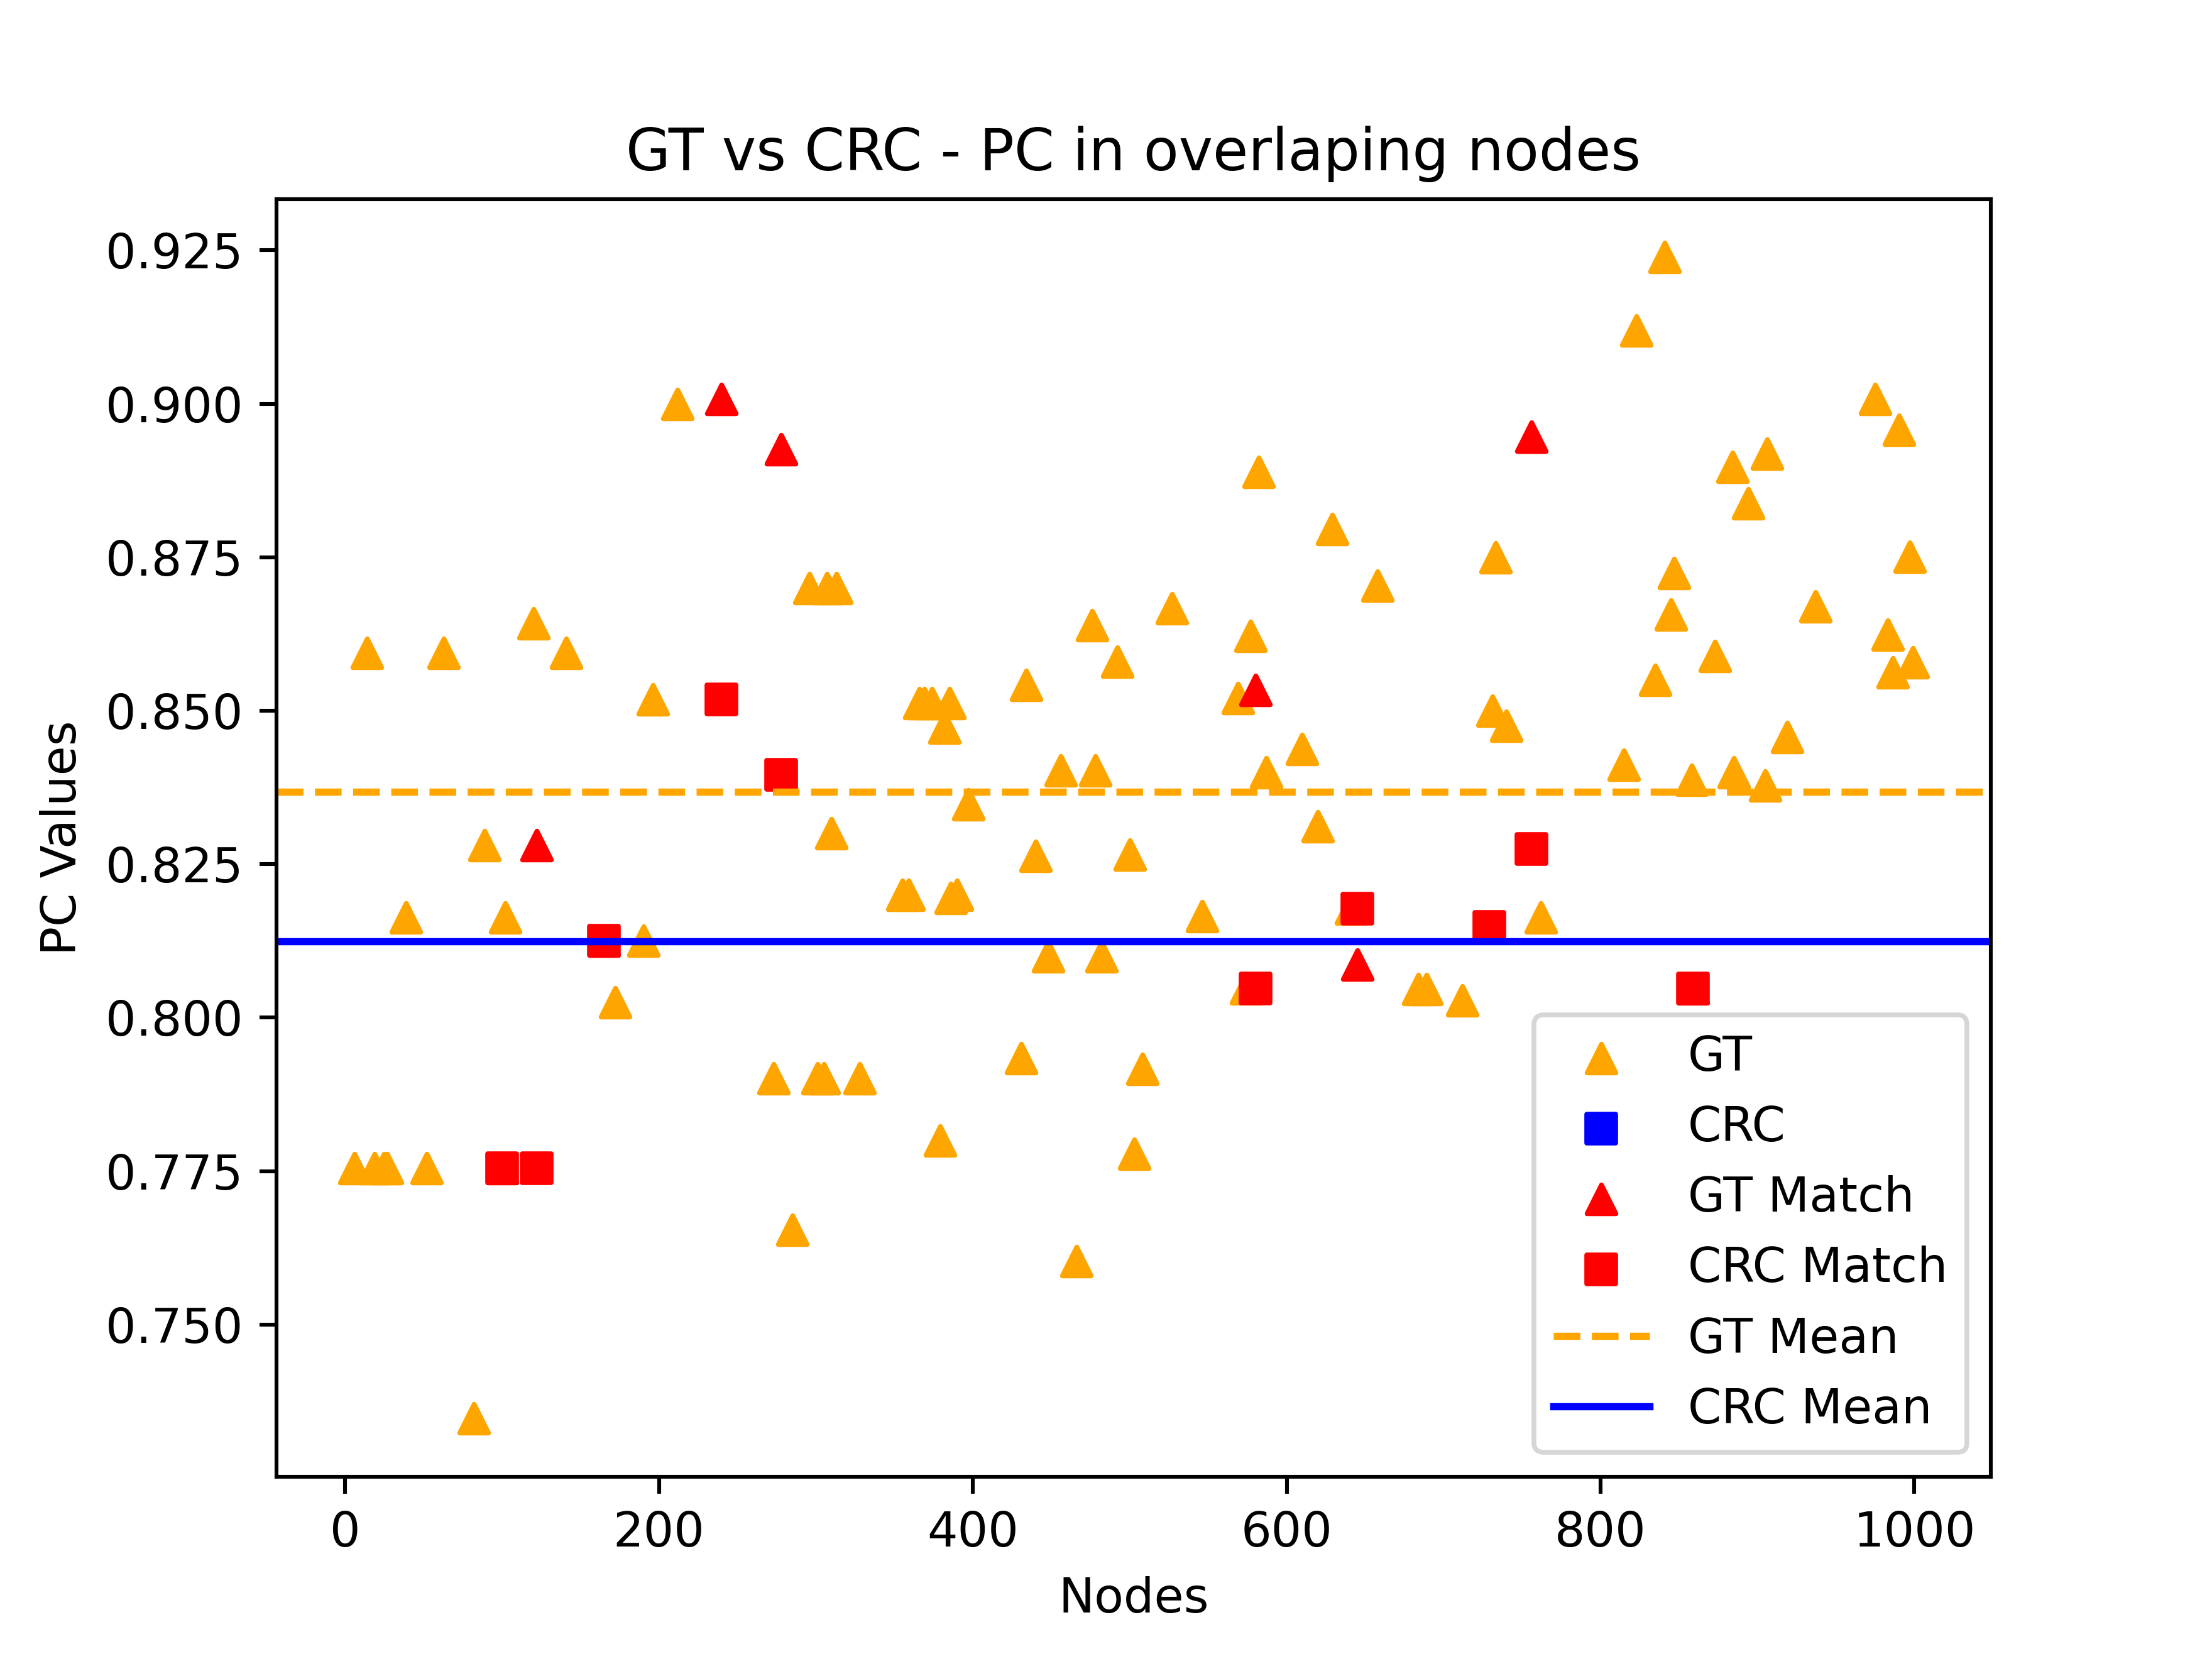 GT vs CRC - PC in overlaping nodes
PC Values
0.925
0.900
0.875
0.850
0.825
0.800
0.775
0.750
GT
CRC
GT Match
CRC Match
GT Mean
CRC Mean
0 200 400 600 800 1000
Nodes